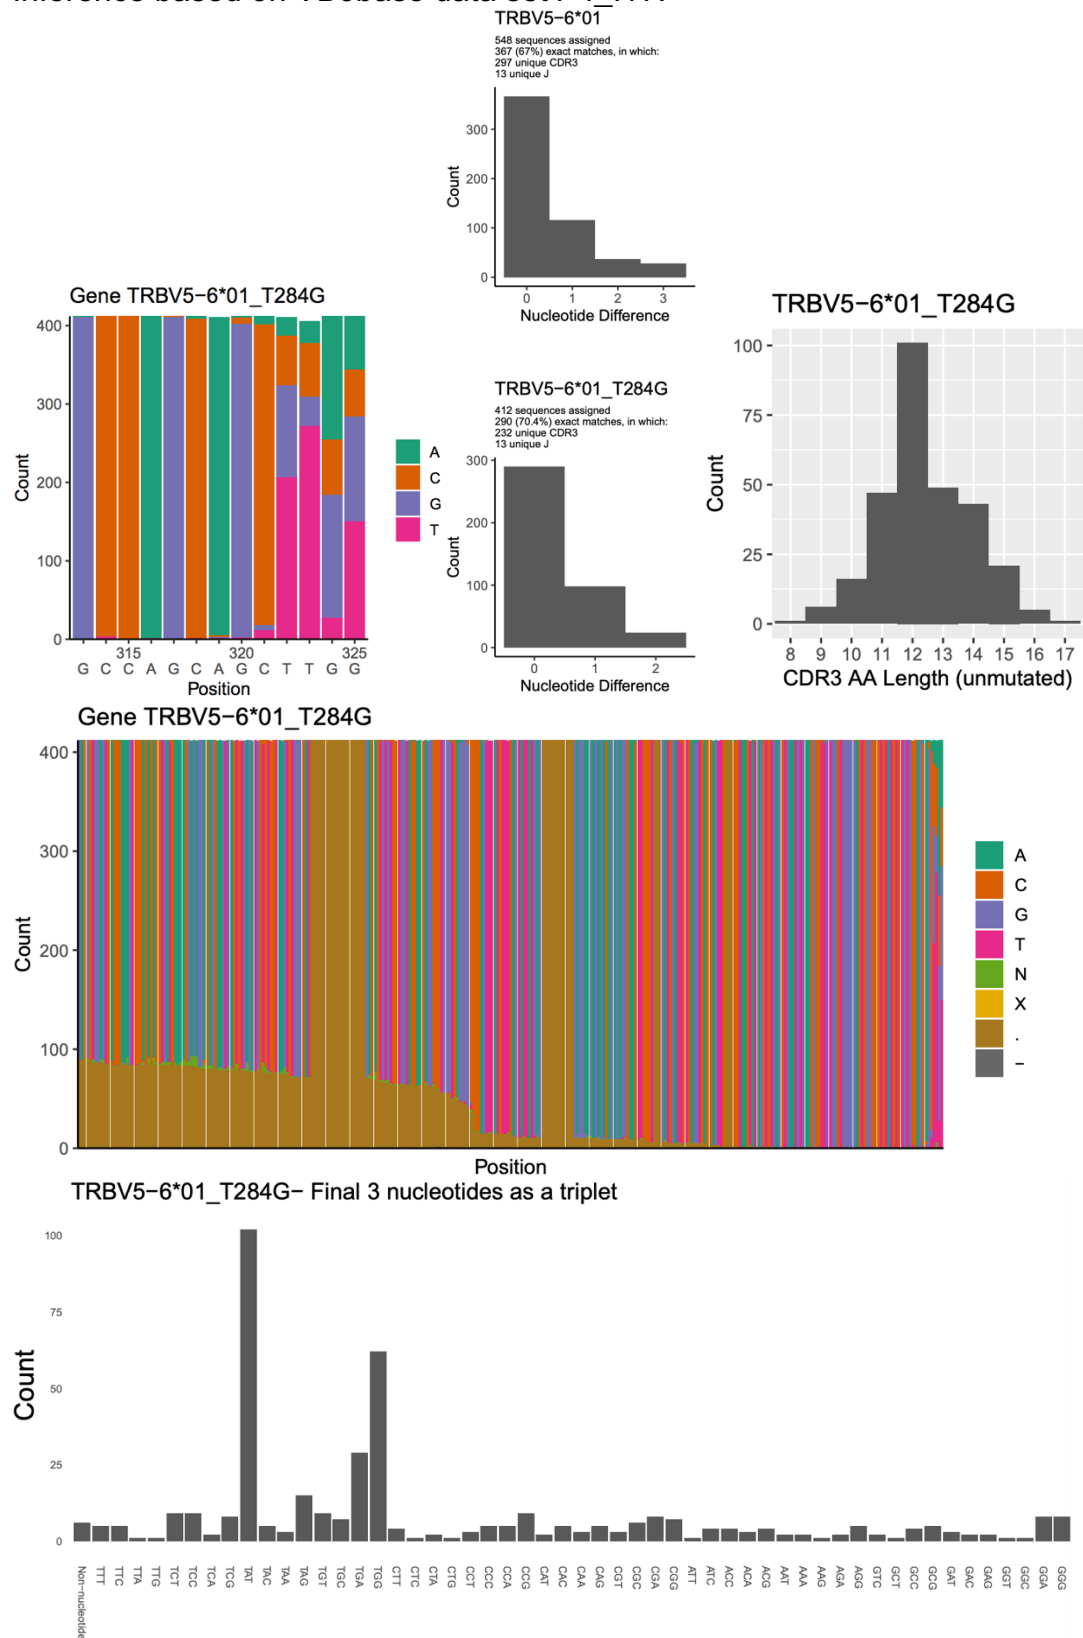 TRBV5−6*01
548 sequences assigned
367 (67%) exact matches, in which:
297 unique CDR3
13 unique J
Count
300
200
100
0
0 1 2 3
Nucleotide Difference
Gene TRBV5−6*01_T284G
Count
400
300
200
100
0
315 320 325
G C C A G C A G C T T G G
Position
A
C
G
T
TRBV5−6*01_T284G
412 sequences assigned
290 (70.4%) exact matches, in which:
232 unique CDR3
13 unique J
Count
300
200
100
0
0 1 2
Nucleotide Difference
TRBV5−6*01_T284G
Count
100
75
50
25
0
8 9 10 11 12 13 14 15 16 17
CDR3 AA Length (unmutated)
Gene TRBV5−6*01_T284G
Count
400
300
200
100
0
Position
A
C
G
T
N
X
.
−
TRBV5−6*01_T284G− Final 3 nucleotides as a triplet
Count
100
75
50
25
0
Non−nucleotide TTT TTC TTA TTG TCT TCC TCA TCG TAT TAC TAA TAG TGT TGC TGA TGG CTT CTC CTA CTG CCT CCC CCA CCG CAT CAC CAA CAG CGT CGC CGA CGG ATT ATC ACC ACA ACG AAT AAA AAG AGA AGG GTC GCT GCC GCG GAT GAC GAG GGT GGC GGA GGG